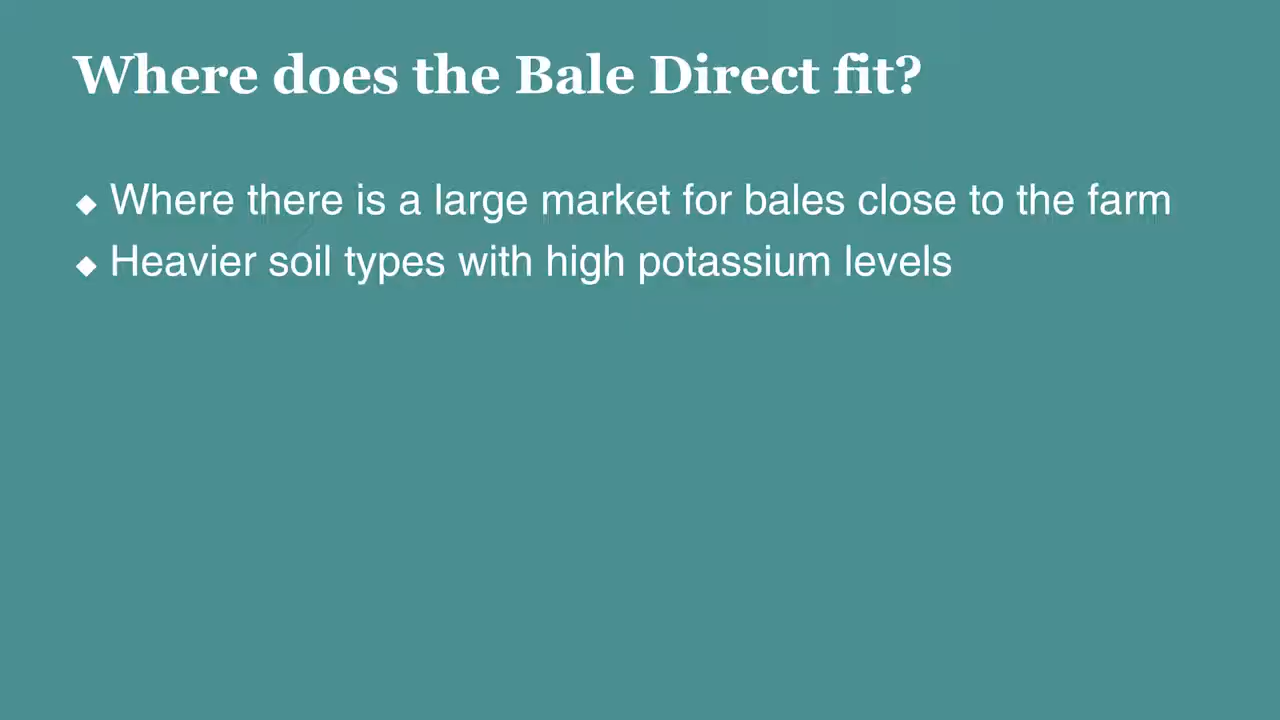 Where does the Bale Direct fit?
◆ Where there is a large market for bales close to the farm
◆ Heavier soil types with high potassium levels